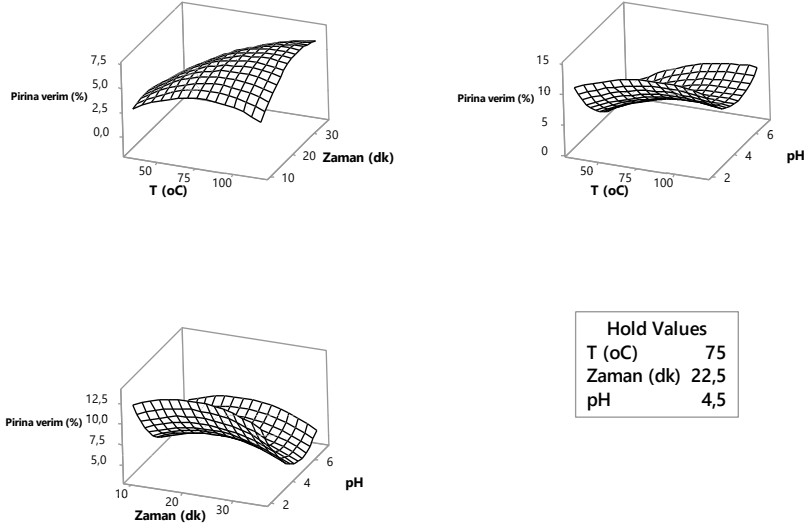 7,5
5,0
Pirina verim (%)
2,5
0,0
50
75
100
T (oC)
10
20
30
Zaman (dk)
15
10
Pirina verim (%)
5
0
50
75
100
T (oC)
2
4
6
pH
12,5
10,0
Pirina verim (%)
7,5
5,0
10
20
30
Zaman (dk)
2
4
6
pH
Hold Values
T (oC) 75
Zaman (dk) 22,5
pH 4,5